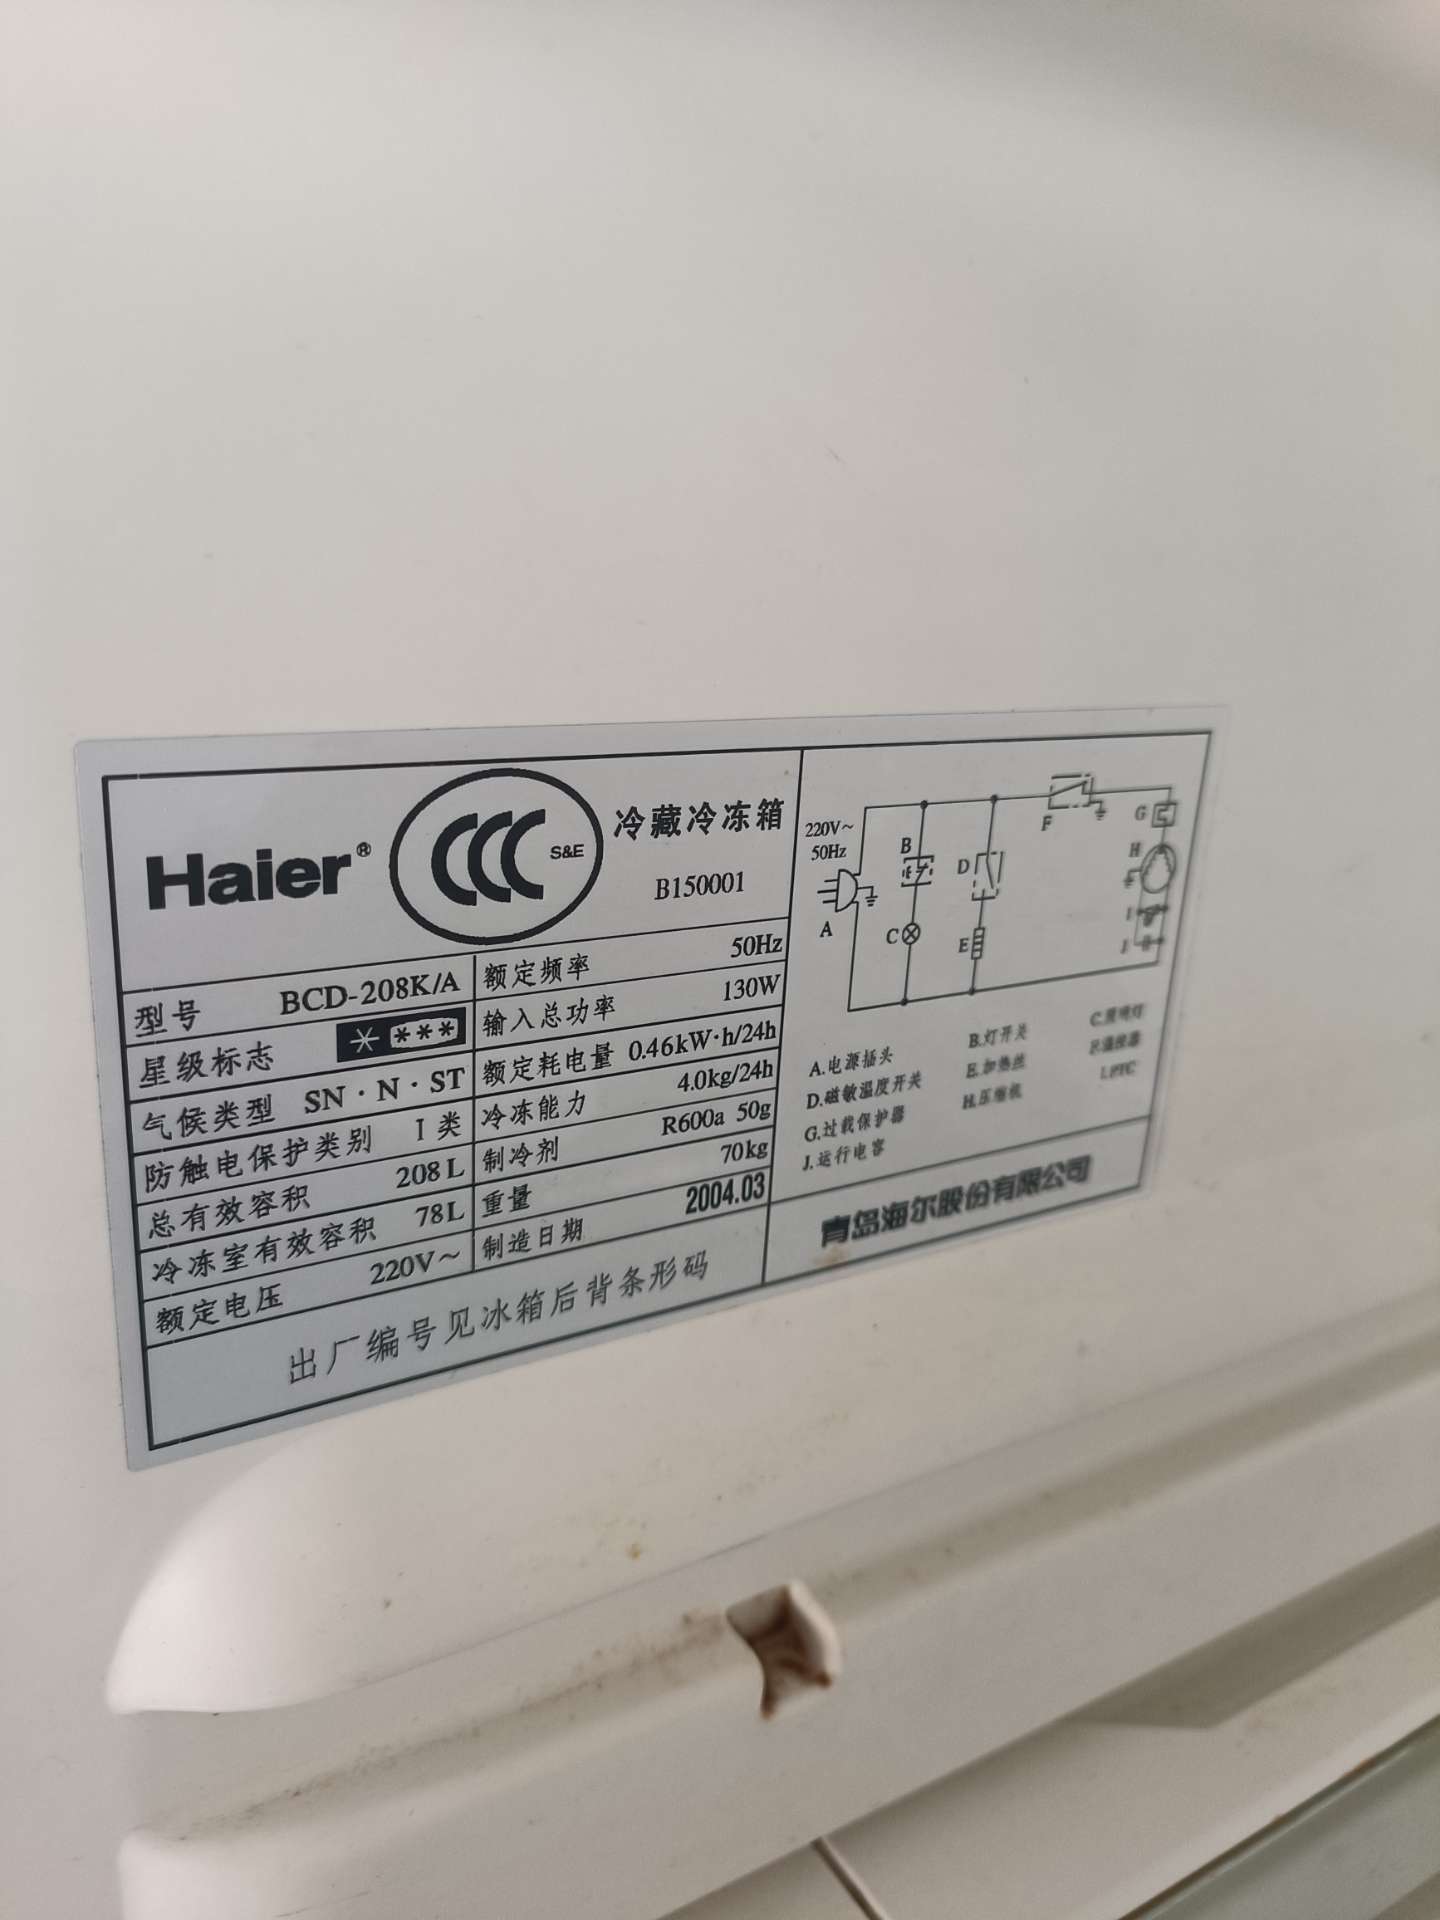 Haier®
S&E
冷藏冷冻箱
B150001
型号 BCD-208K/A
星级标志 * ***
气候类型 SN·N·ST
防触电保护类别 I 类
总有效容积 208L
冷冻室有效容积 78L
额定电压 220V~
额定频率 50Hz
输入总功率 130W
额定耗电量 0.46kW·h/24h
冷冻能力 4.0kg/24h
制冷剂 R600a 50g
重量 70kg
制造日期 2004.03
出厂编号见冰箱后背条形码
220V~
50Hz
A
B
C
D
E
F
G
H
I
J
A.电源插头 B.灯开关 C.照明灯
D.磁敏温度开关 E.加热丝 F.温控器
G.过载保护器 H.压缩机 I.PTC
J.运行电容
青岛海尔股份有限公司